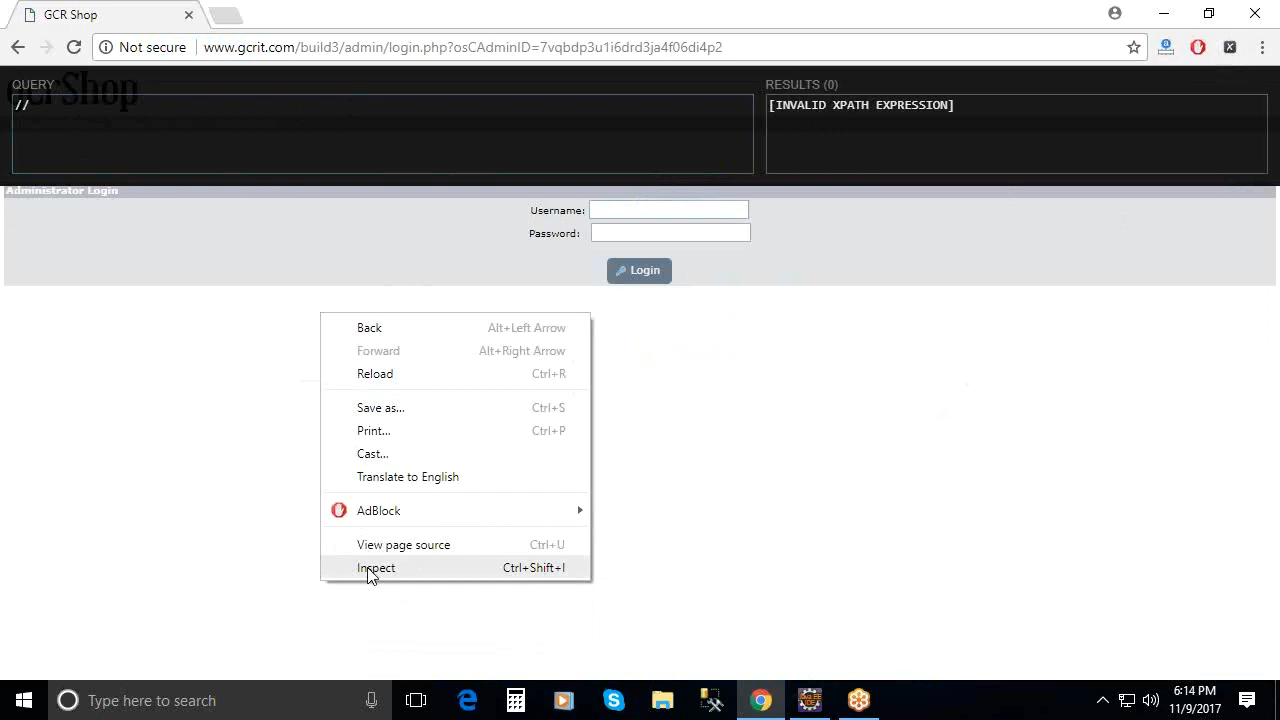 GCR Shop
Not secure
www.gcrit.com/build3/admin/login.php?osCAdminID=7vqbdp3u1i6drd3ja4f06di4p2
QUERY
RESULTS (0)
gcrShop
//
[INVALID XPATH EXPRESSION]
Administrator Login
Username:
Password:
Login
Back Alt+Left Arrow
Forward Alt+Right Arrow
Reload Ctrl+R
Save as... Ctrl+S
Print... Ctrl+P
Cast...
Translate to English
AdBlock
View page source Ctrl+U
Inspect Ctrl+Shift+I
Type here to search
6:14 PM
11/9/2017